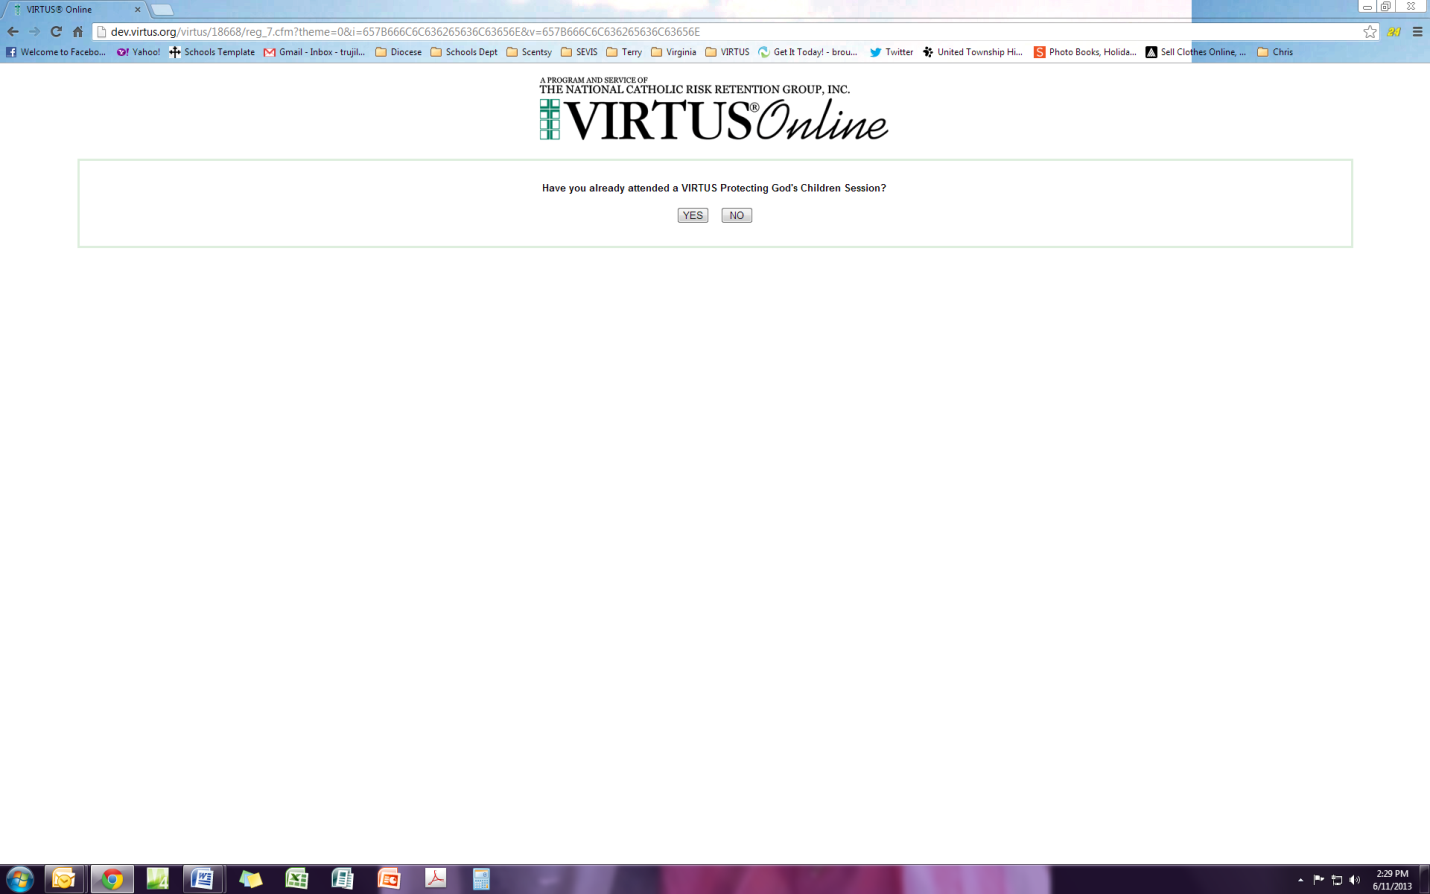 VIRTUS® Online
dev.virtus.org/virtus/18668/reg_7.cfm?theme=0&i=657B666C6C636265636C63656E&v=657B666C6C636265636C63656E
24
Welcome to Facebo... Yahoo! Schools Template Gmail - Inbox - trujil... Diocese Schools Dept Scentsy SEVIS Terry Virginia VIRTUS Get It Today! - brou... Twitter United Township Hi... Photo Books, Holida... Sell Clothes Online, ... Chris
A PROGRAM AND SERVICE OF
THE NATIONAL CATHOLIC RISK RETENTION GROUP, INC.
VIRTUS® Online
Have you already attended a VIRTUS Protecting God's Children Session?
YES NO
2:29 PM
6/11/2013